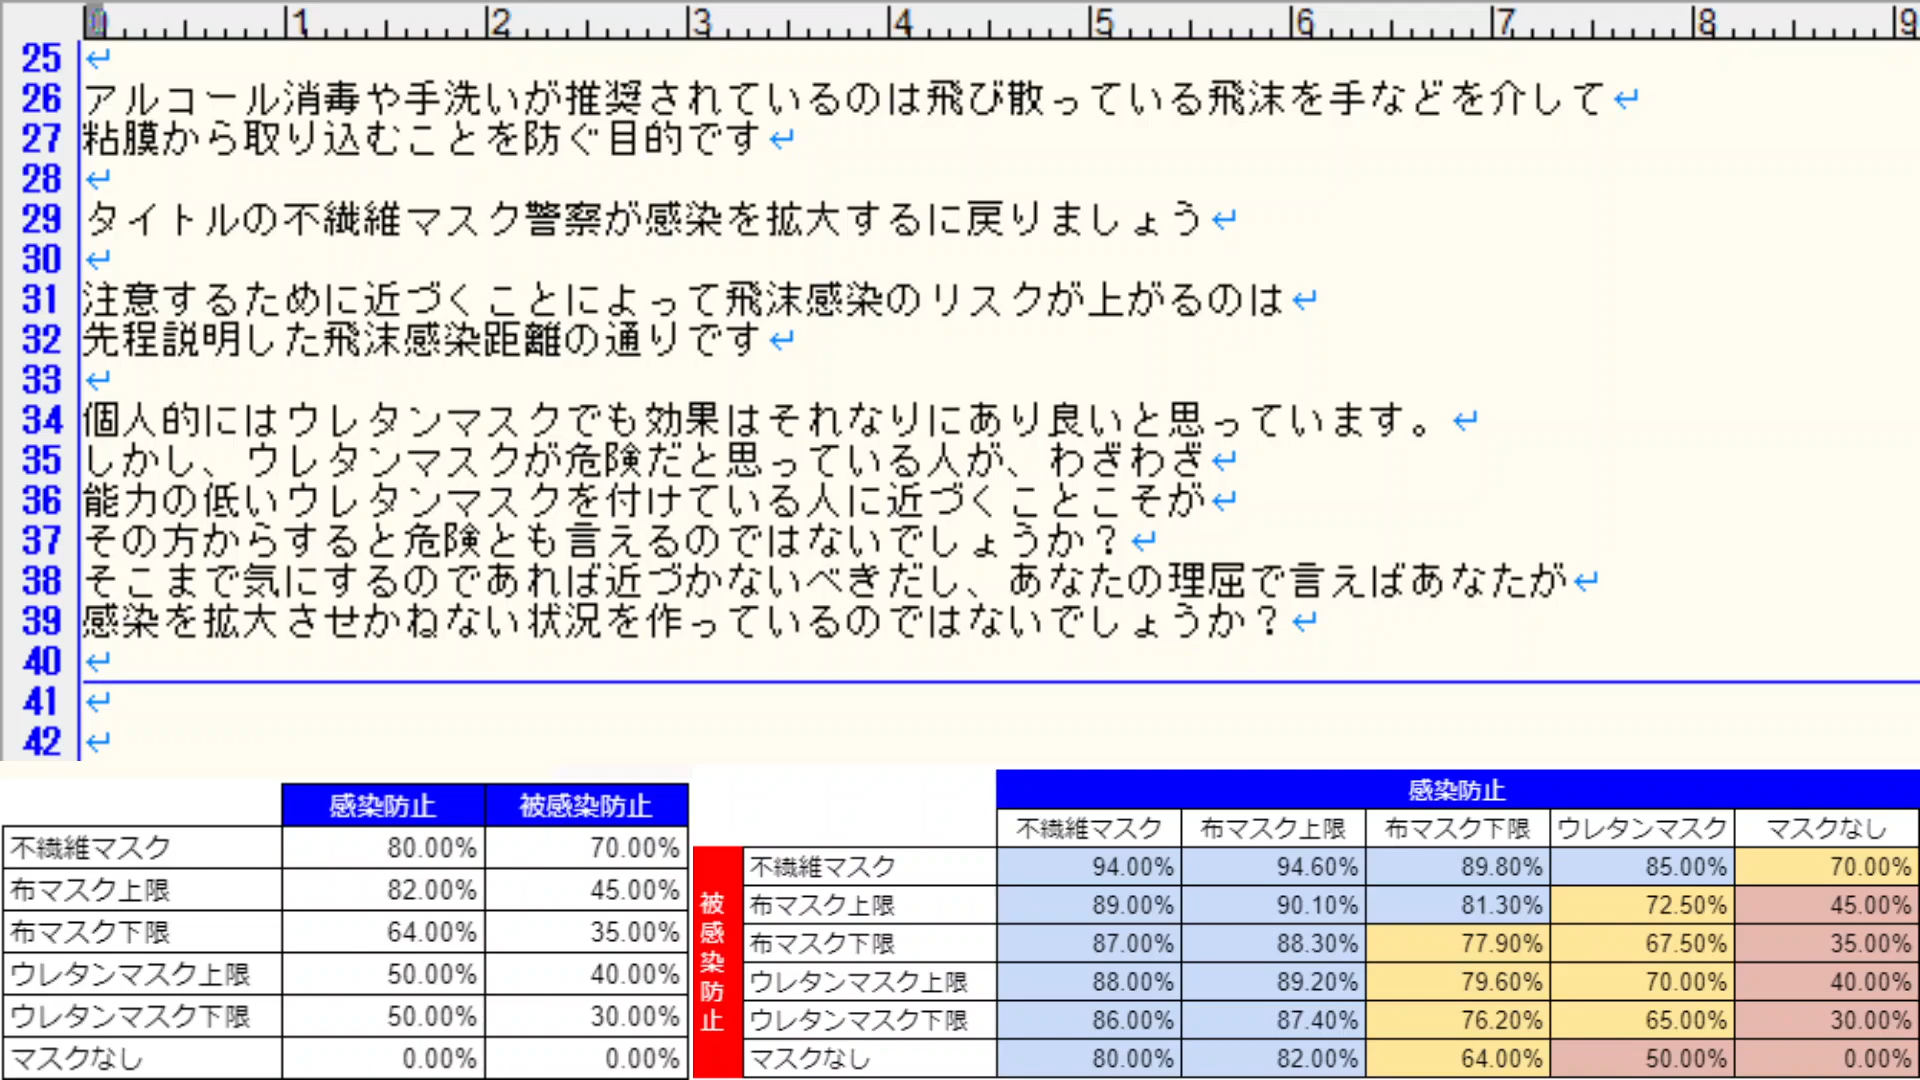 0 1 2 3 4 5 6 7 8 9
25
26 アルコール消毒や手洗いが推奨されているのは飛び散っている飛沫を手などを介して
27 粘膜から取り込むことを防ぐ目的です
28
29 タイトルの不繊維マスク警察が感染を拡大するに戻りましょう
30
31 注意するために近づくことによって飛沫感染のリスクが上がるのは
32 先程説明した飛沫感染距離の通りです
33
34 個人的にはウレタンマスクでも効果はそれなりにあり良いと思っています。
35 しかし、ウレタンマスクが危険だと思っている人が、わざわざ
36 能力の低いウレタンマスクを付けている人に近づくことこそが
37 その方からすると危険とも言えるのではないでしょうか？
38 そこまで気にするのであれば近づかないべきだし、あなたの理屈で言えばあなたが
39 感染を拡大させかねない状況を作っているのではないでしょうか？
40
41
42
感染防止 被感染防止
不繊維マスク 80.00% 70.00%
布マスク上限 82.00% 45.00%
布マスク下限 64.00% 35.00%
ウレタンマスク上限 50.00% 40.00%
ウレタンマスク下限 50.00% 30.00%
マスクなし 0.00% 0.00%
感染防止
不繊維マスク 布マスク上限 布マスク下限 ウレタンマスク マスクなし
被感染防止
不繊維マスク 94.00% 94.60% 89.80% 85.00% 70.00%
布マスク上限 89.00% 90.10% 81.30% 72.50% 45.00%
布マスク下限 87.00% 88.30% 77.90% 67.50% 35.00%
ウレタンマスク上限 88.00% 89.20% 79.60% 70.00% 40.00%
ウレタンマスク下限 86.00% 87.40% 76.20% 65.00% 30.00%
マスクなし 80.00% 82.00% 64.00% 50.00% 0.00%